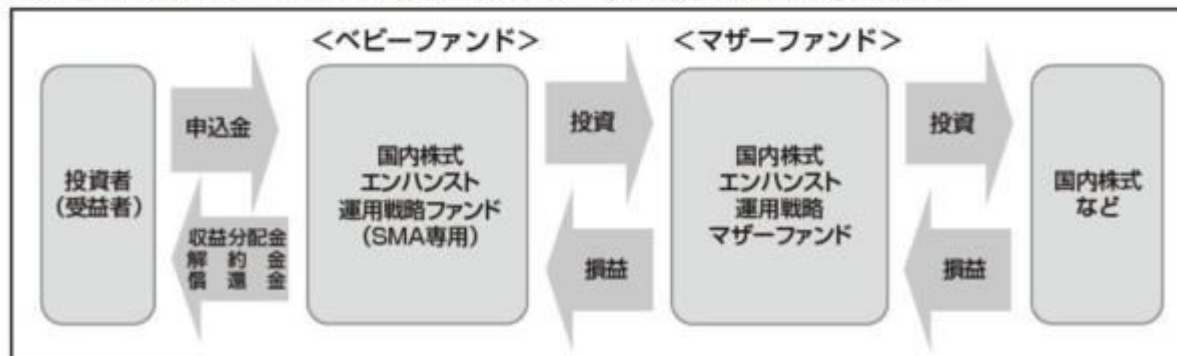 <ベビーファンド>
<マザーファンド>
投資者
(受益者)
申込金
収益分配金
解約金
償還金
国内株式
エンハンスト
運用戦略ファンド
(SMA専用)
投資
損益
国内株式
エンハンスト
運用戦略
マザーファンド
投資
損益
国内株式
など